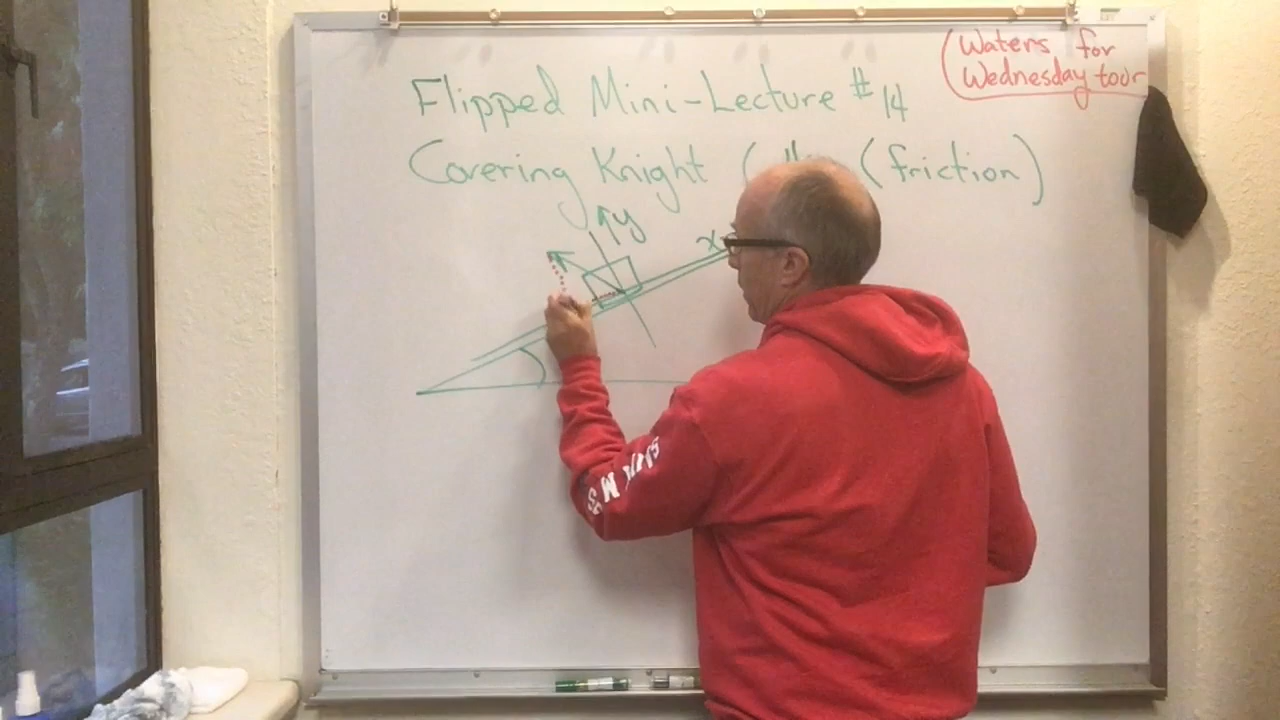 (Waters for
Wednesday tour
Flipped Mini-Lecture # 14
Covering Knight ( (friction)
y
x